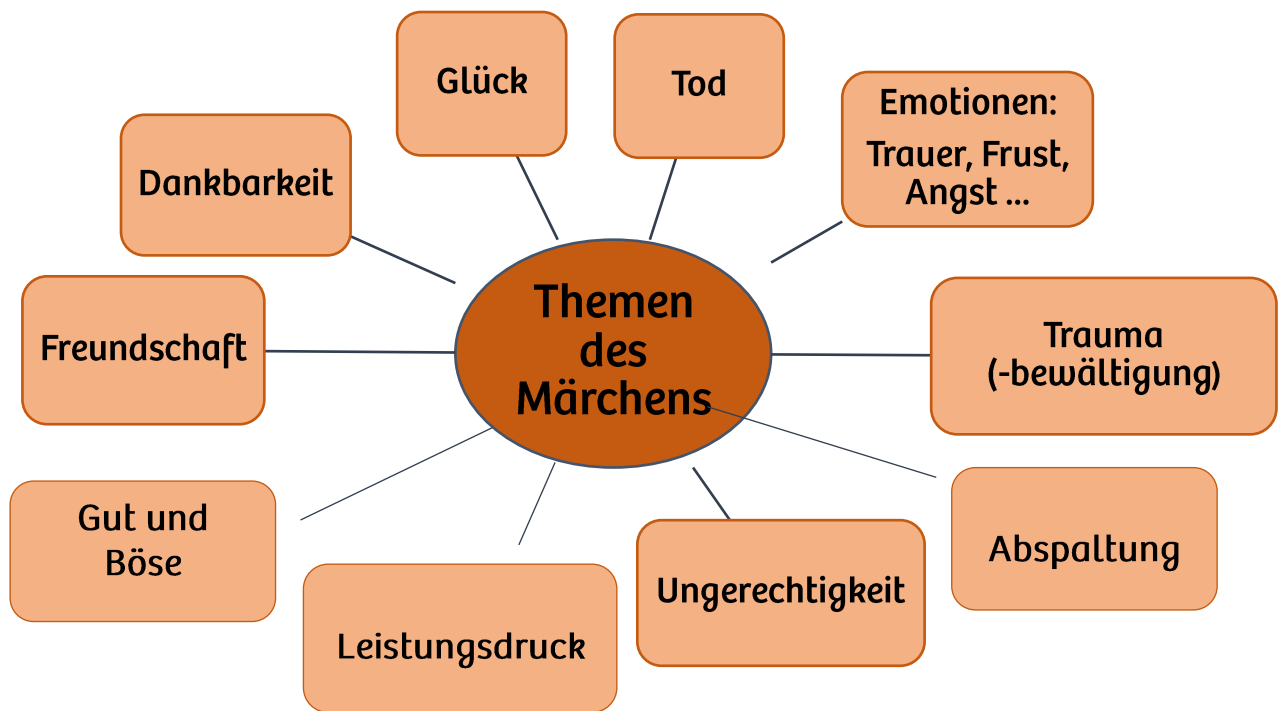 Glück
Tod
Emotionen:
Trauer, Frust,
Angst ...
Dankbarkeit
Themen
des
Märchens
Freundschaft
Trauma
(-bewältigung)
Gut und
Böse
Leistungsdruck
Ungerechtigkeit
Abspaltung